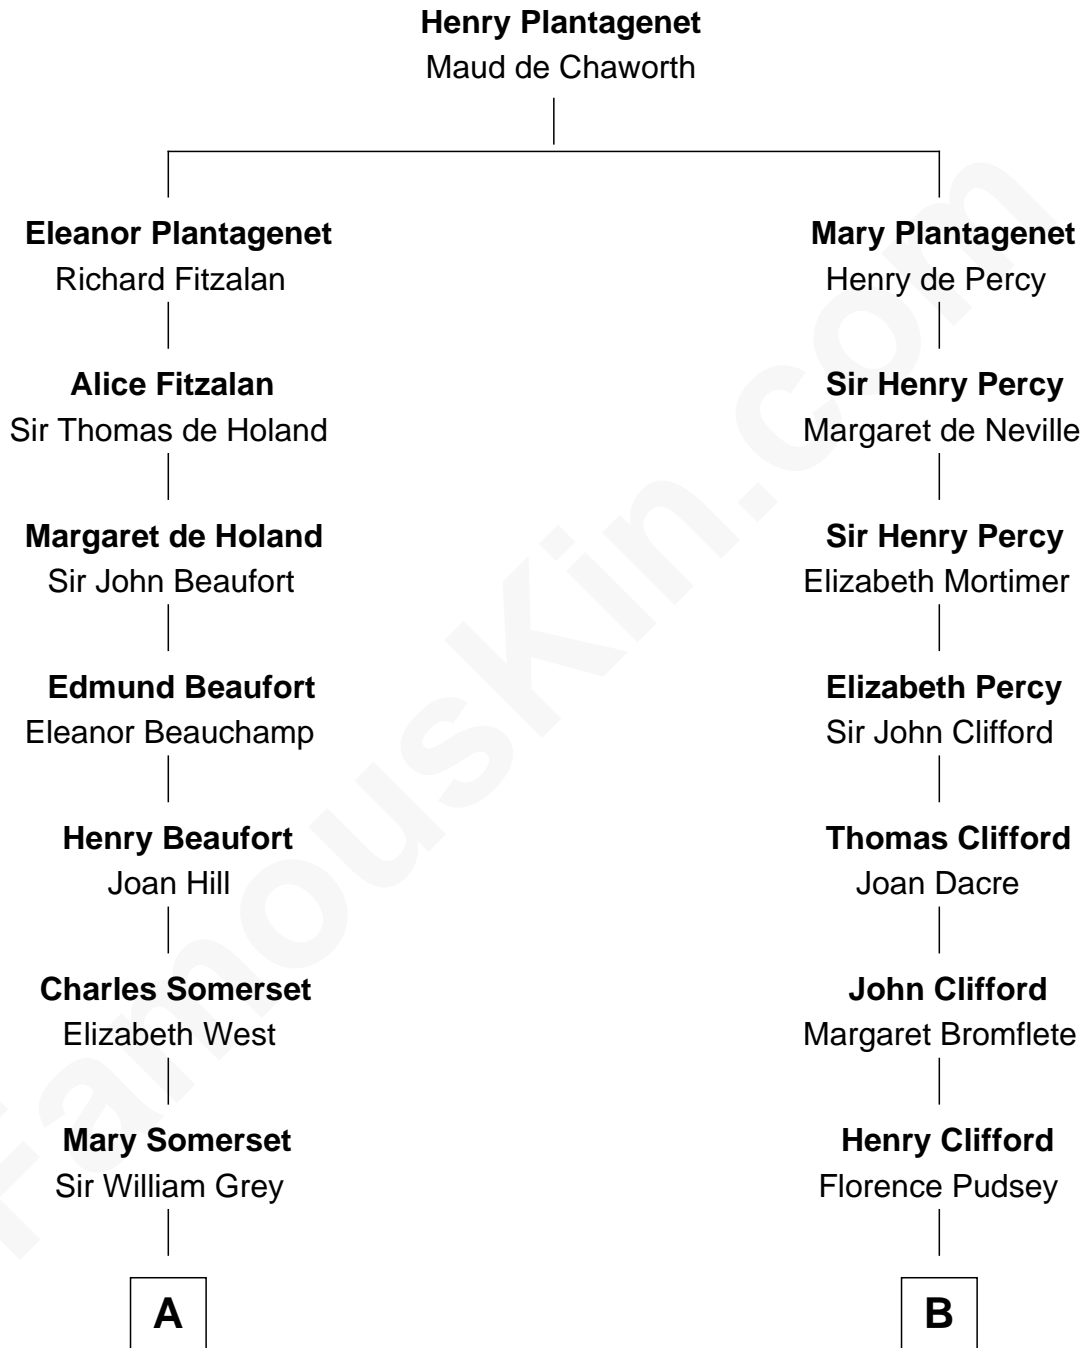 Henry Plantagenet
Maud de Chaworth
Eleanor Plantagenet
Richard Fitzalan
Mary Plantagenet
Henry de Percy
Alice Fitzalan
Sir Thomas de Holand
Sir Henry Percy
Margaret de Neville
Margaret de Holand
Sir John Beaufort
Sir Henry Percy
Elizabeth Mortimer
Edmund Beaufort
Eleanor Beauchamp
Elizabeth Percy
Sir John Clifford
Henry Beaufort
Joan Hill
Thomas Clifford
Joan Dacre
Charles Somerset
Elizabeth West
John Clifford
Margaret Bromflete
Mary Somerset
Sir William Grey
Henry Clifford
Florence Pudsey
A
B
FamousKin.com